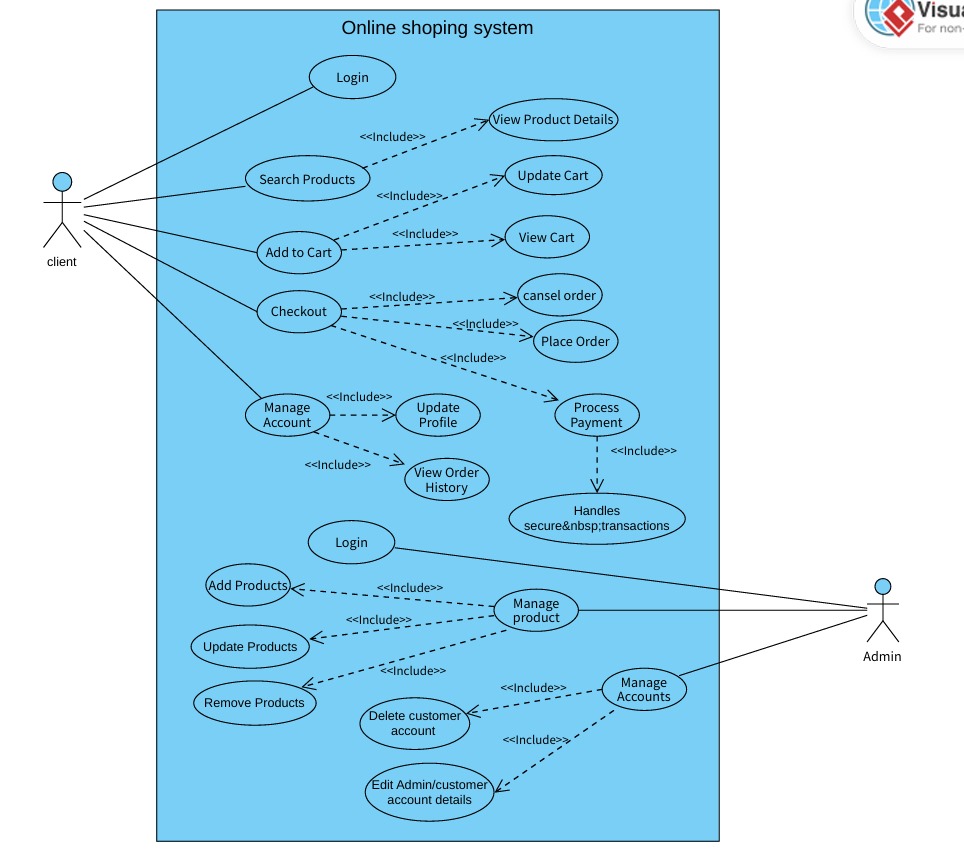 Online shoping system
Visua
For non-
Login
View Product Details
<<Include>>
Search Products
Update Cart
<<Include>>
<<Include>>
View Cart
Add to Cart
client
<<Include>>
cansel order
Checkout
<<Include>>
Place Order
<<Include>>
<<Include>>
Manage
Account
Update
Profile
Process
Payment
<<Include>>
<<Include>>
View Order
History
Handles
secure&nbsp;transactions
Login
Add Products
<<Include>>
Manage
product
<<Include>>
Update Products
Admin
<<Include>>
Remove Products
<<Include>>
Manage
Accounts
Delete customer
account
<<Include>>
Edit Admin/customer
account details